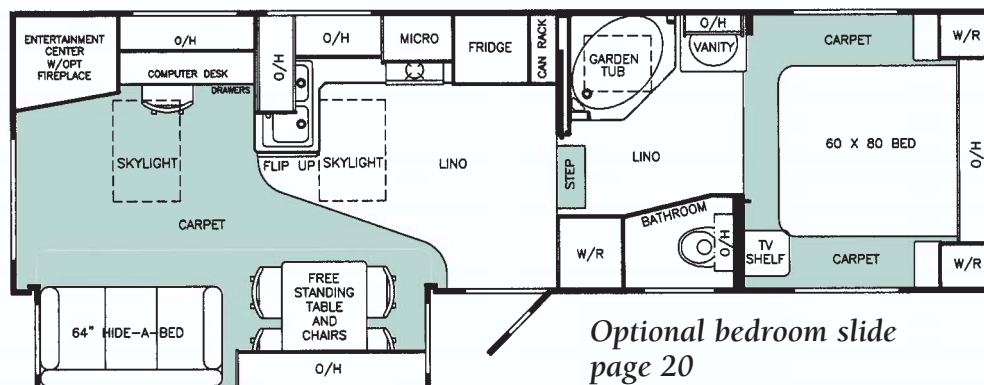 ENTERTAINMENT
CENTER
W/OPT
FIREPLACE
O/H
COMPUTER DESK
DRAWERS
O/H
O/H
MICRO
FRIDGE
CAN RACK
GARDEN
TUB
O/H
VANITY
CARPET
W/R
SKYLIGHT
FLIP UP
SKYLIGHT
LINO
STEP
LINO
60 X 80 BED
O/H
CARPET
BATHROOM
W/R
O/H
TV
SHELF
CARPET
W/R
64" HIDE-A-BED
FREE
STANDING
TABLE
AND
CHAIRS
O/H
Optional bedroom slide
page 20